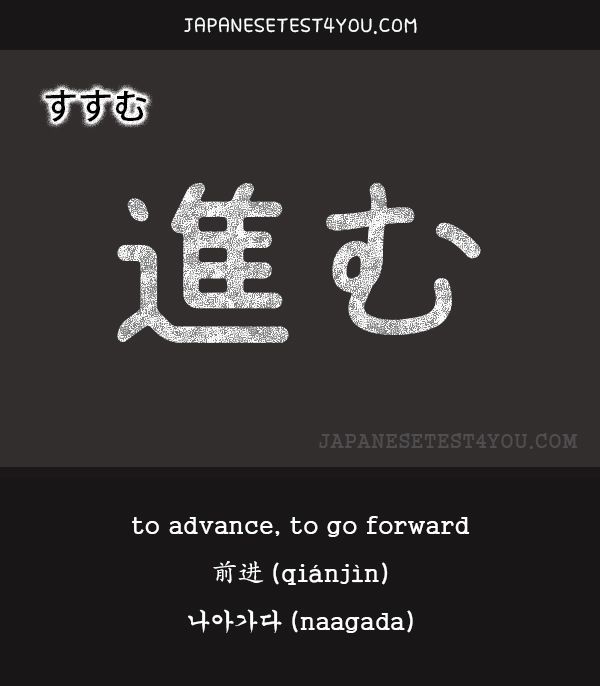 JAPANESETEST4YOU.COM
すすむ
進む
JAPANESETEST4YOU.COM
to advance, to go forward
前进 (qiánjìn)
나아가다 (naagada)